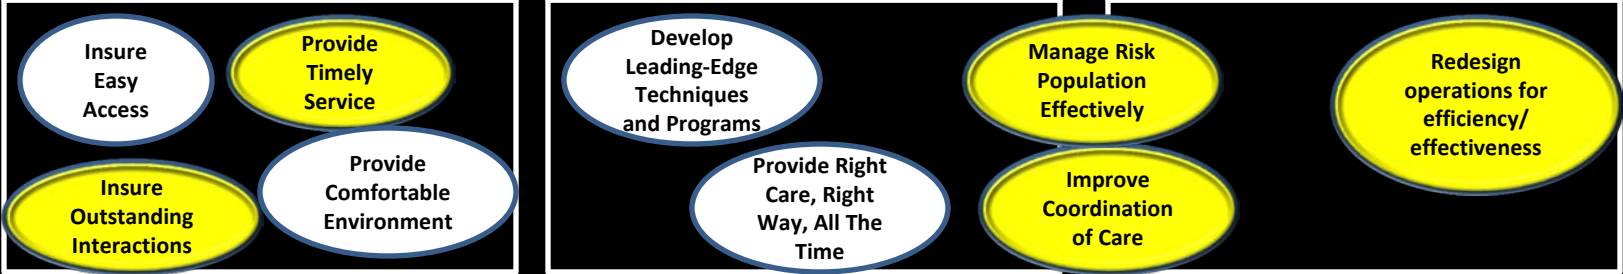 Insure
Easy
Access
Provide
Timely
Service
Insure
Outstanding
Interactions
Provide
Comfortable
Environment
Develop
Leading-Edge
Techniques
and Programs
Provide Right
Care, Right
Way, All The
Time
Manage Risk
Population
Effectively
Improve
Coordination
of Care
Redesign
operations for
efficiency/
effectiveness